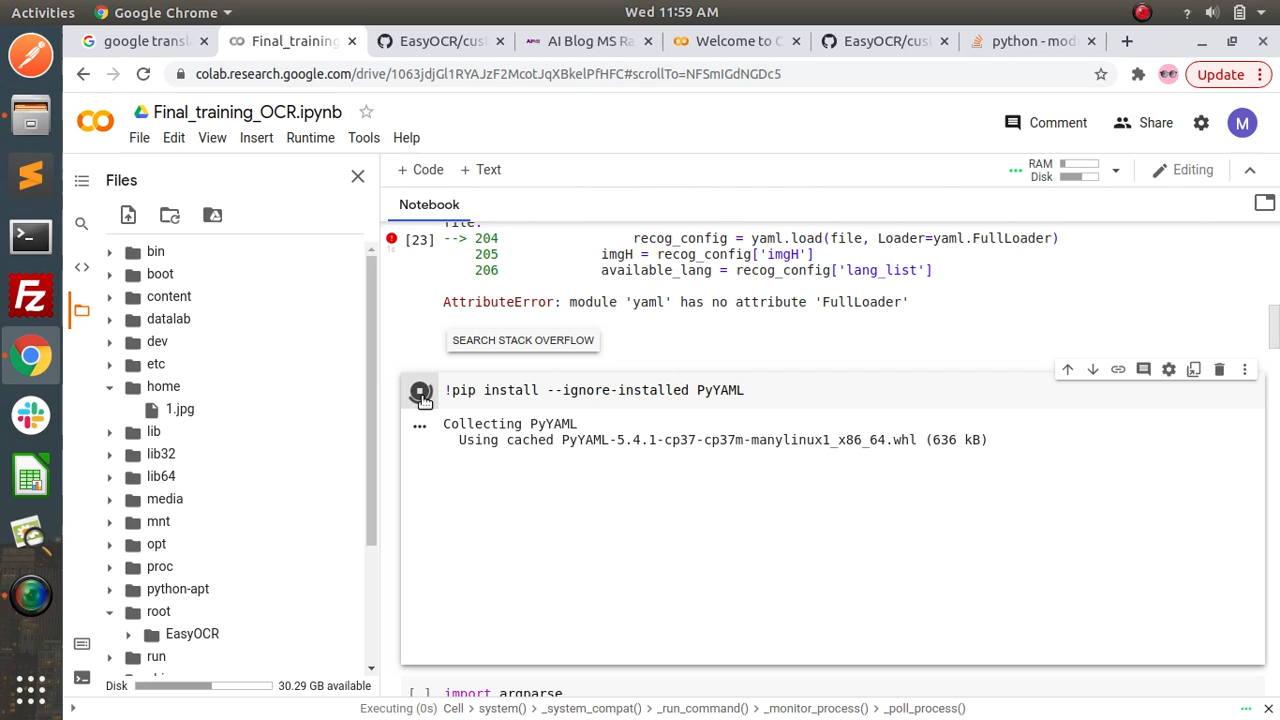 Activities
Google Chrome
Wed 11:59 AM
google transl
Final_training
EasyOCR/cust
AI Blog MS Ra
Welcome to C
EasyOCR/cust
python - mod
colab.research.google.com/drive/1063jdjGl1RYAJzF2McotJqXBkelPfHFC#scrollTo=NFSmIGdNGDc5
Update
Final_training_OCR.ipynb
File Edit View Insert Runtime Tools Help
Comment
Share
M
Files
+ Code + Text
RAM
Disk
Editing
Notebook
bin
boot
content
datalab
dev
etc
home
1.jpg
lib
lib32
lib64
media
mnt
opt
proc
python-apt
root
EasyOCR
run
Disk
30.29 GB available
file.
[23] --> 204 recog_config = yaml.load(file, Loader=yaml.FullLoader)
1s
205 imgH = recog_config['imgH']
206 available_lang = recog_config['lang_list']
AttributeError: module 'yaml' has no attribute 'FullLoader'
SEARCH STACK OVERFLOW
!pip install --ignore-installed PyYAML
Collecting PyYAML
Using cached PyYAML-5.4.1-cp37-cp37m-manylinux1_x86_64.whl (636 kB)
[ ] import argparse
Executing (0s) Cell > system() > _system_compat() > _run_command() > _monitor_process() > _poll_process()